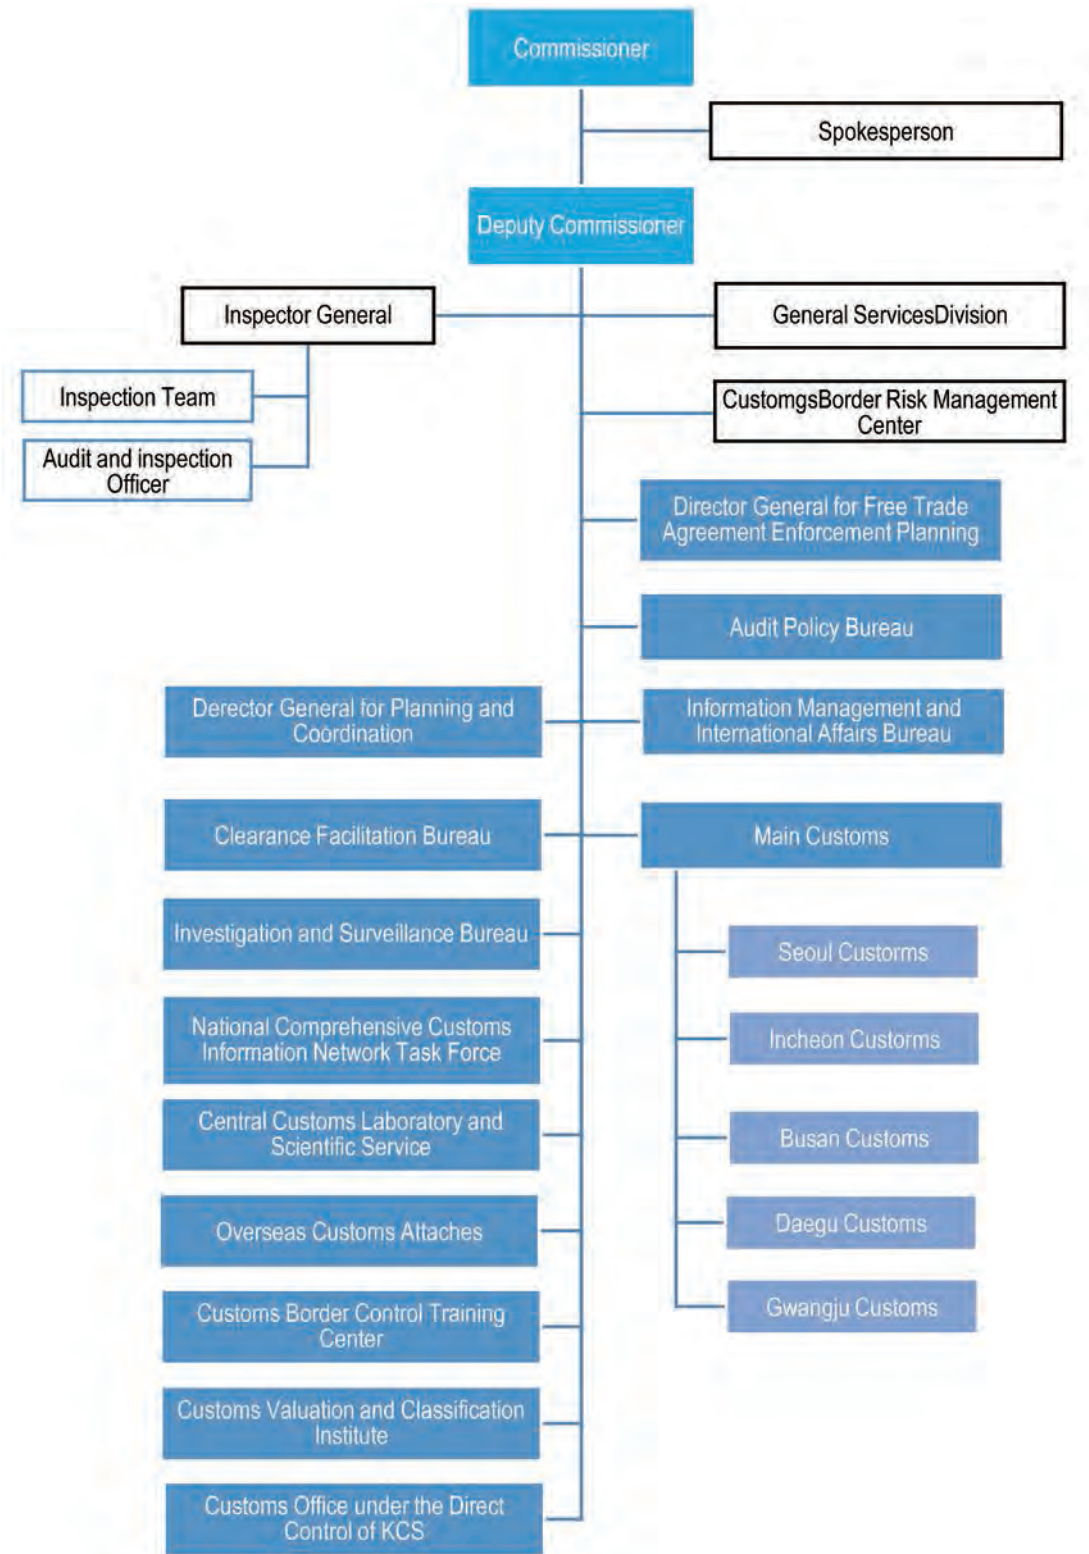 Commissioner
Spokesperson
Deputy Commissioner
Inspector General
General ServicesDivision
Inspection Team
CustomgsBorder Risk Management
Center
Audit and inspection
Officer
Director General for Free Trade
Agreement Enforcement Planning
Audit Policy Bureau
Derector General for Planning and
Coordination
Information Management and
International Affairs Bureau
Clearance Facilitation Bureau
Main Customs
Investigation and Surveillance Bureau
Seoul Custorms
National Comprehensive Customs
Information Network Task Force
Incheon Custorms
Central Customs Laboratory and
Scientific Service
Busan Customs
Overseas Customs Attaches
Daegu Customs
Customs Border Control Training
Center
Gwangju Customs
Customs Valuation and Classification
Institute
Customs Office under the Direct
Control of KCS